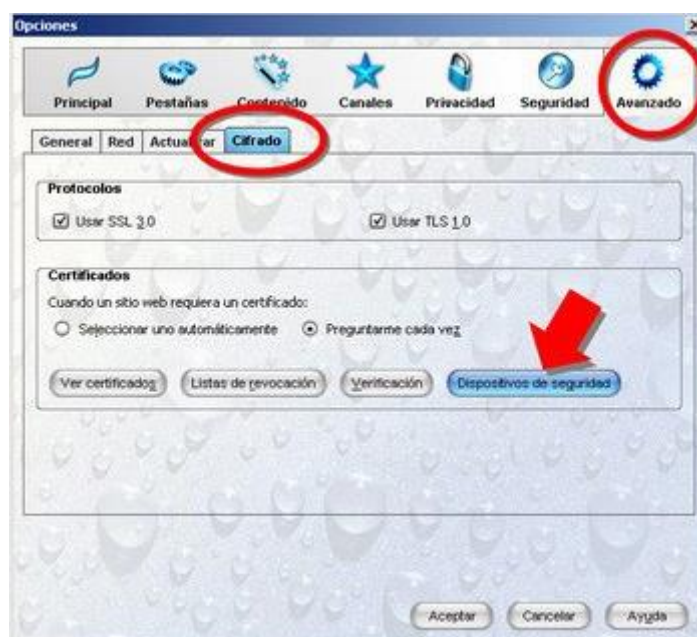 Opciones
Principal Pestañas Contenido Canales Privacidad Seguridad Avanzado
General Red Actualizar Cifrado
Protocolos
Usar SSL 3.0 Usar TLS 1.0
Certificados
Cuando un sitio web requiera un certificado:
Seleccionar uno automáticamente Preguntarme cada vez
Ver certificados Listas de revocación Verificación Dispositivos de seguridad
Aceptar Cancelar Ayuda